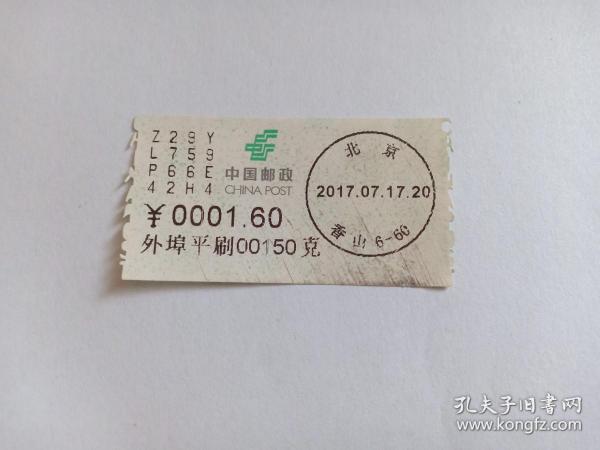 Z29Y
L759
P66E
42H4
中国邮政
CHINA POST
¥0001.60
外埠平刷00150克
北京
2017.07.17.20
香山6-60
孔夫子旧书网
www.kongfz.com